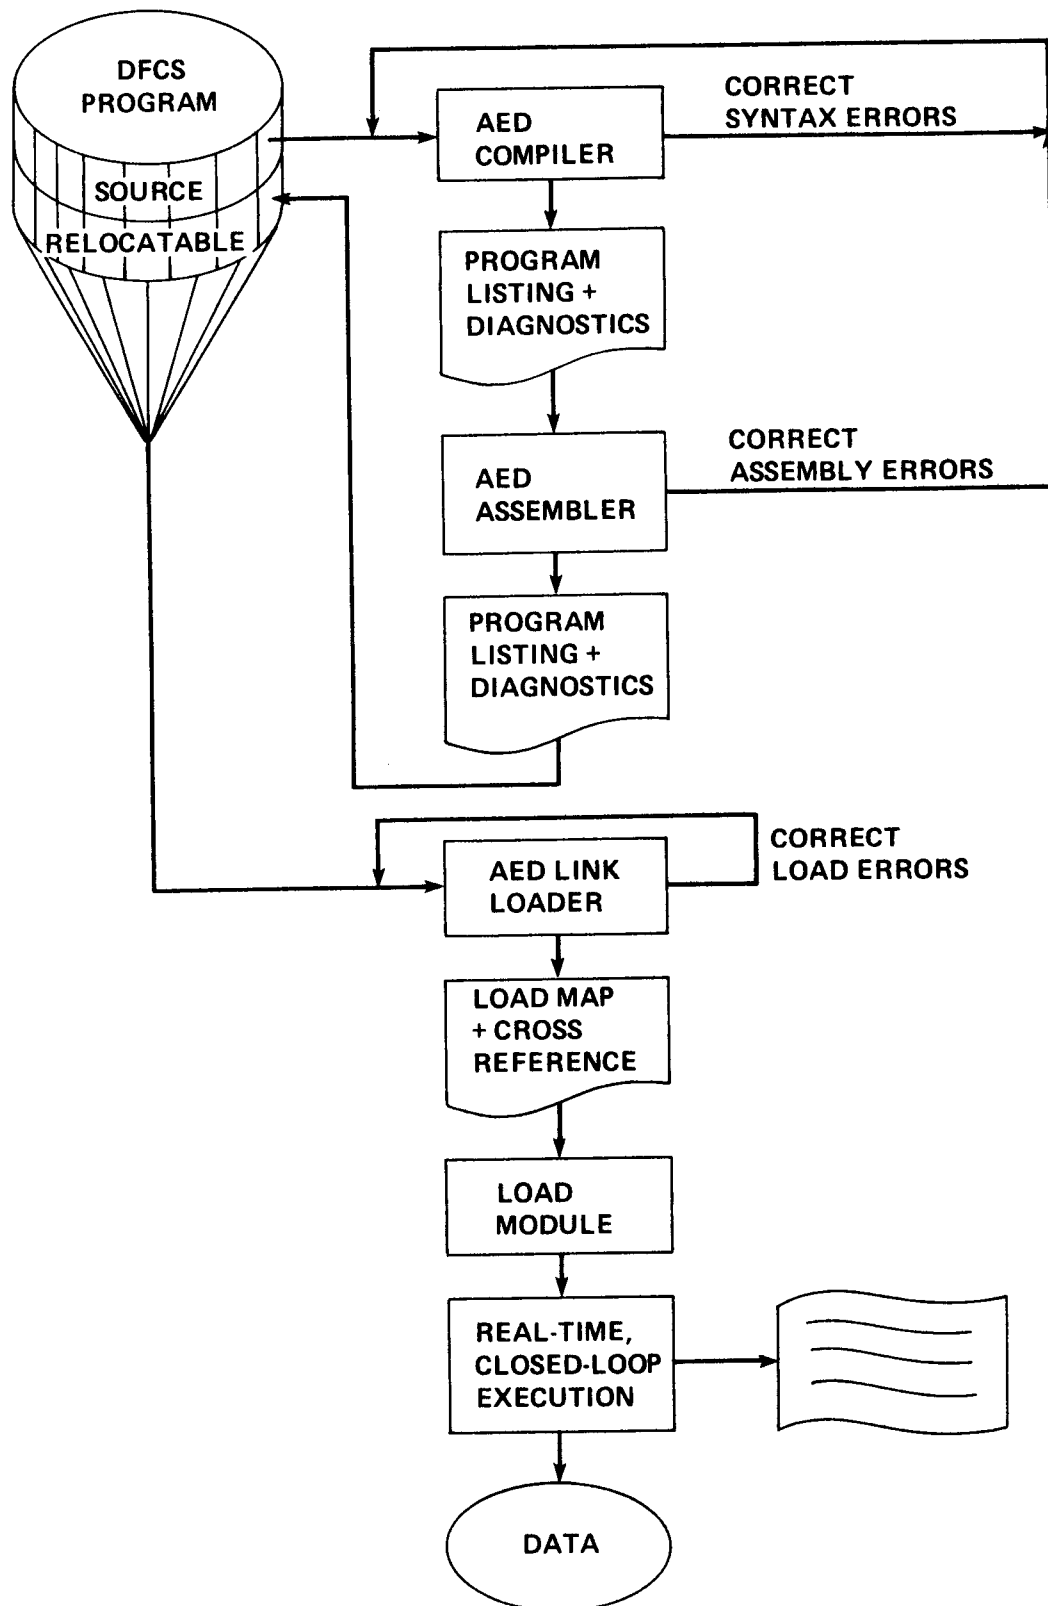 DFCS
PROGRAM
SOURCE
RELOCATABLE
AED
COMPILER
CORRECT
SYNTAX ERRORS
PROGRAM
LISTING +
DIAGNOSTICS
AED
ASSEMBLER
CORRECT
ASSEMBLY ERRORS
PROGRAM
LISTING +
DIAGNOSTICS
AED LINK
LOADER
CORRECT
LOAD ERRORS
LOAD MAP
+ CROSS
REFERENCE
LOAD
MODULE
REAL-TIME,
CLOSED-LOOP
EXECUTION
DATA